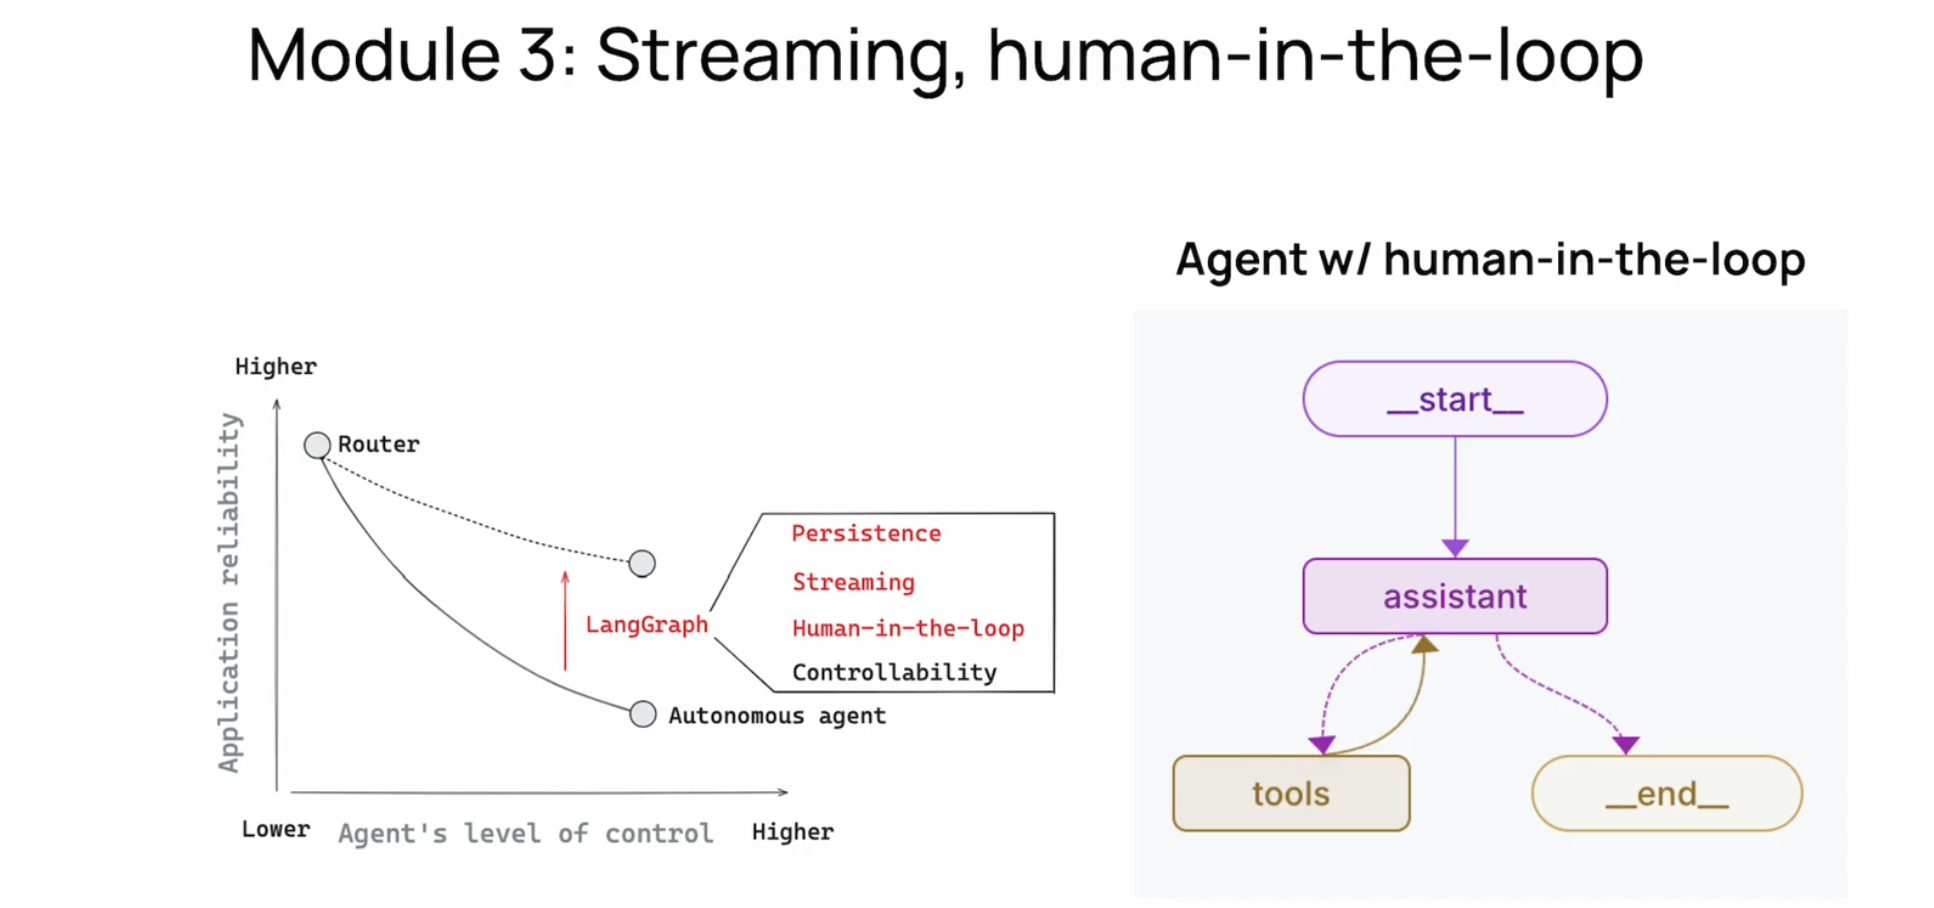 Module 3: Streaming, human-in-the-loop
Higher
Application reliability
Router
LangGraph
Persistence
Streaming
Human-in-the-loop
Controllability
Autonomous agent
Lower
Agent's level of control
Higher
Agent w/ human-in-the-loop
__start__
assistant
tools
__end__